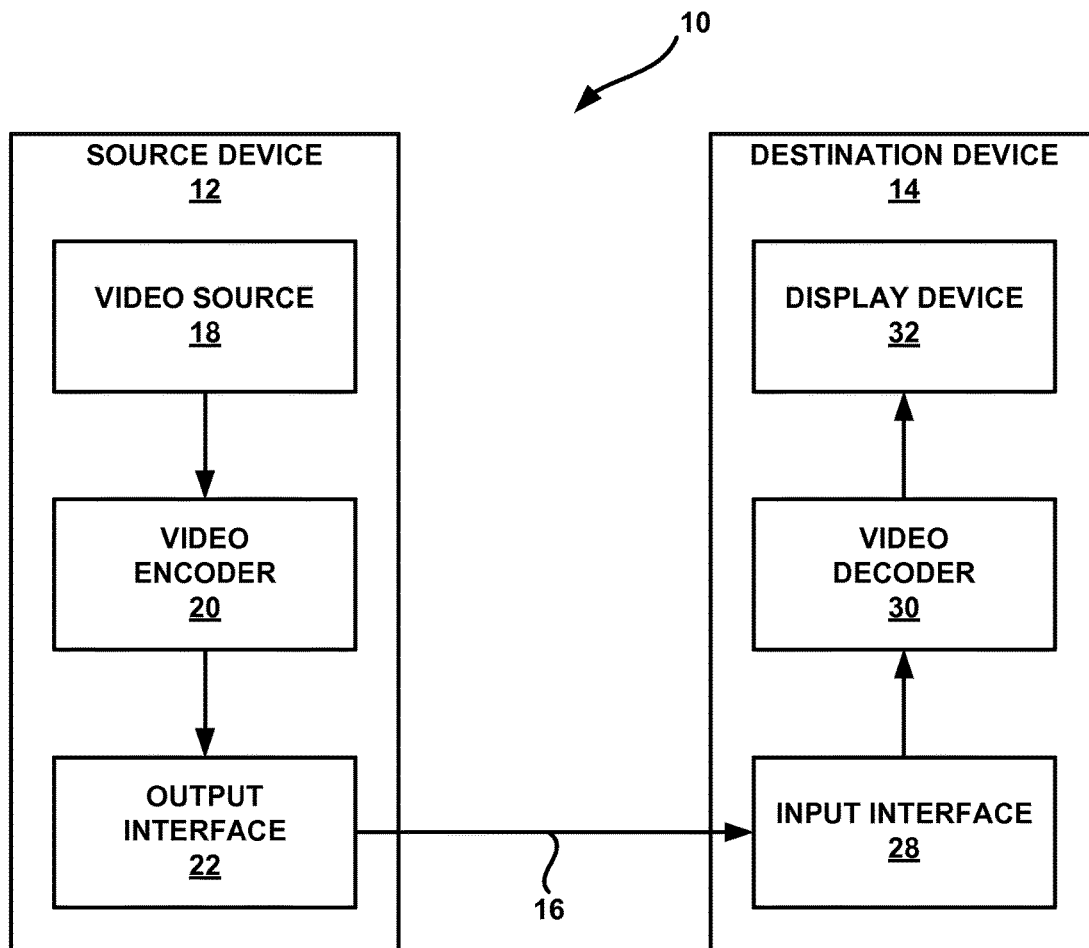 10
SOURCE DEVICE
12
VIDEO SOURCE
18
VIDEO
ENCODER
20
OUTPUT
INTERFACE
22
16
DESTINATION DEVICE
14
DISPLAY DEVICE
32
VIDEO
DECODER
30
INPUT INTERFACE
28